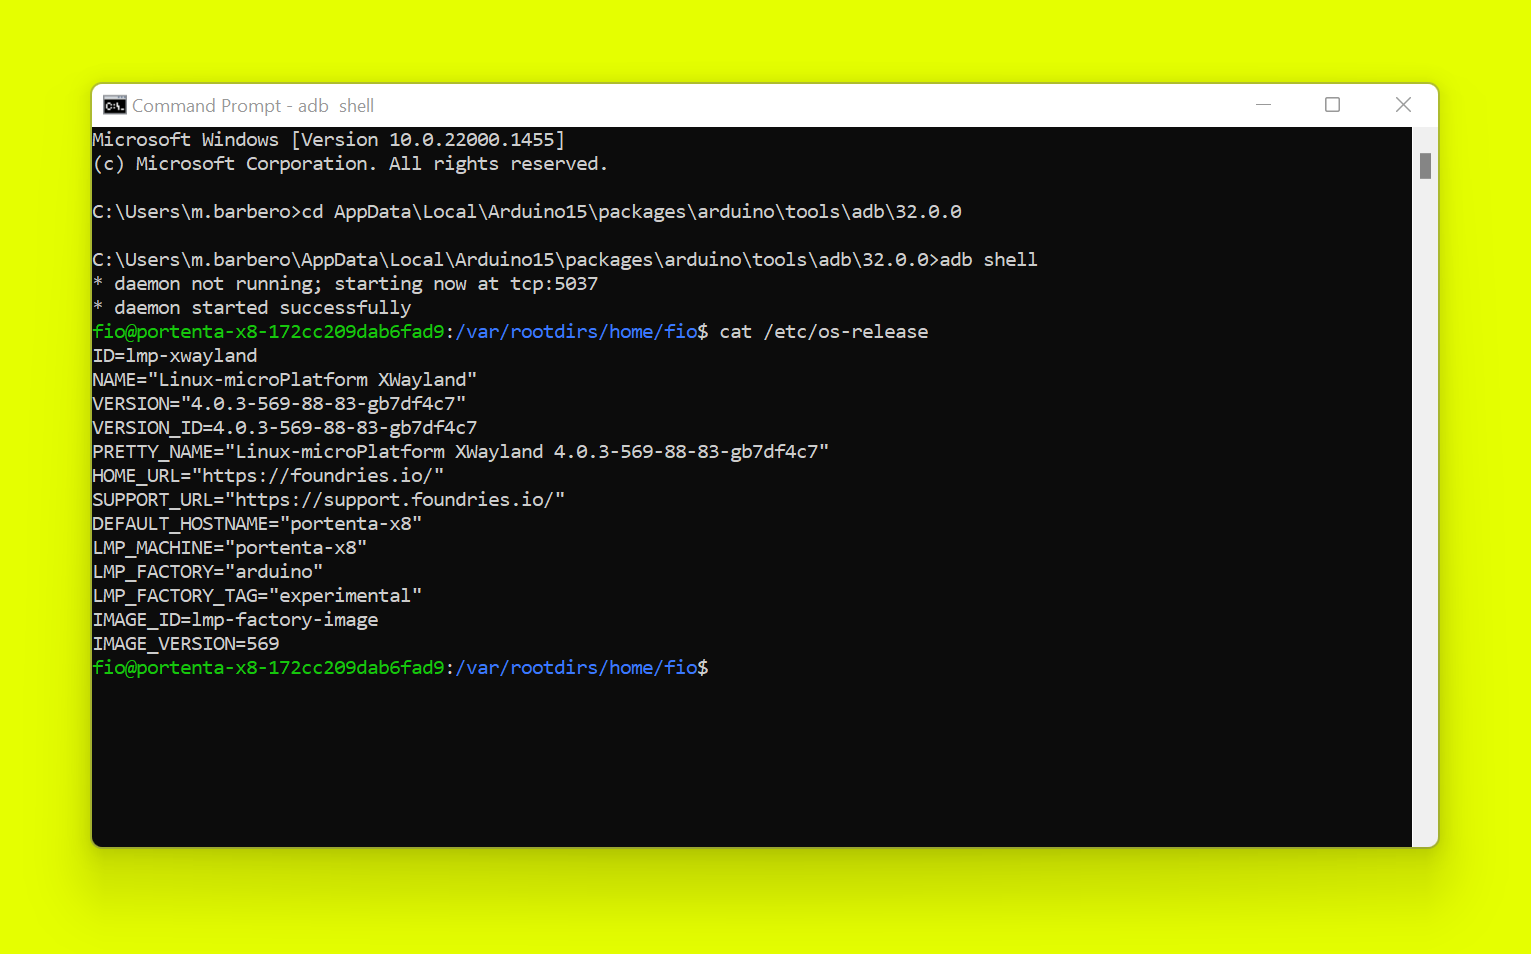 Command Prompt - adb  shell
Microsoft Windows [Version 10.0.22000.1455]
(c) Microsoft Corporation. All rights reserved.
C:\Users\m.barbero>cd AppData\Local\Arduino15\packages\arduino\tools\adb\32.0.0
C:\Users\m.barbero\AppData\Local\Arduino15\packages\arduino\tools\adb\32.0.0>adb shell
* daemon not running; starting now at tcp:5037
* daemon started successfully
fio@portenta-x8-172cc209dab6fad9:/var/rootdirs/home/fio$ cat /etc/os-release
ID=lmp-xwayland
NAME="Linux-microPlatform XWayland"
VERSION="4.0.3-569-88-83-gb7df4c7"
VERSION_ID=4.0.3-569-88-83-gb7df4c7
PRETTY_NAME="Linux-microPlatform XWayland 4.0.3-569-88-83-gb7df4c7"
HOME_URL="https://foundries.io/"
SUPPORT_URL="https://support.foundries.io/"
DEFAULT_HOSTNAME="portenta-x8"
LMP_MACHINE="portenta-x8"
LMP_FACTORY="arduino"
LMP_FACTORY_TAG="experimental"
IMAGE_ID=lmp-factory-image
IMAGE_VERSION=569
fio@portenta-x8-172cc209dab6fad9:/var/rootdirs/home/fio$